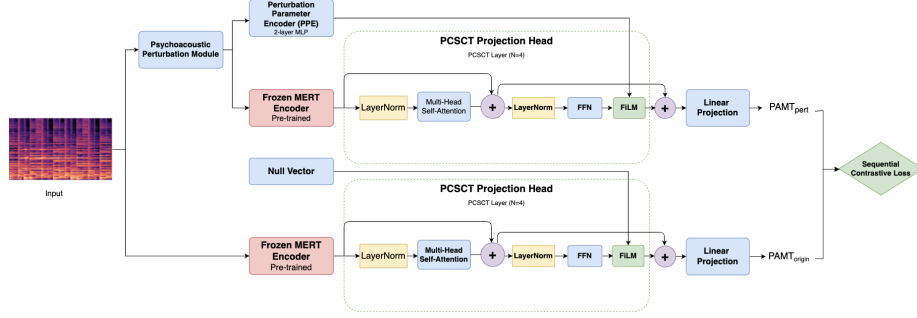 Perturbation
Parameter
Encoder (PPE)
2-layer MLP
Psychoacoustic
Perturbation Module
PCSCT Projection Head
PCSCT Layer (N=4)
Frozen MERT
Encoder
Pre-trained
LayerNorm
Multi-Head
Self-Attention
+
LayerNorm
FFN
FiLM
+
Linear
Projection
PAMTpert
Input
Null Vector
PCSCT Projection Head
PCSCT Layer (N=4)
Sequential
Contrastive Loss
Frozen MERT
Encoder
Pre-trained
LayerNorm
Multi-Head
Self-Attention
+
LayerNorm
FFN
FiLM
+
Linear
Projection
PAMTorigin